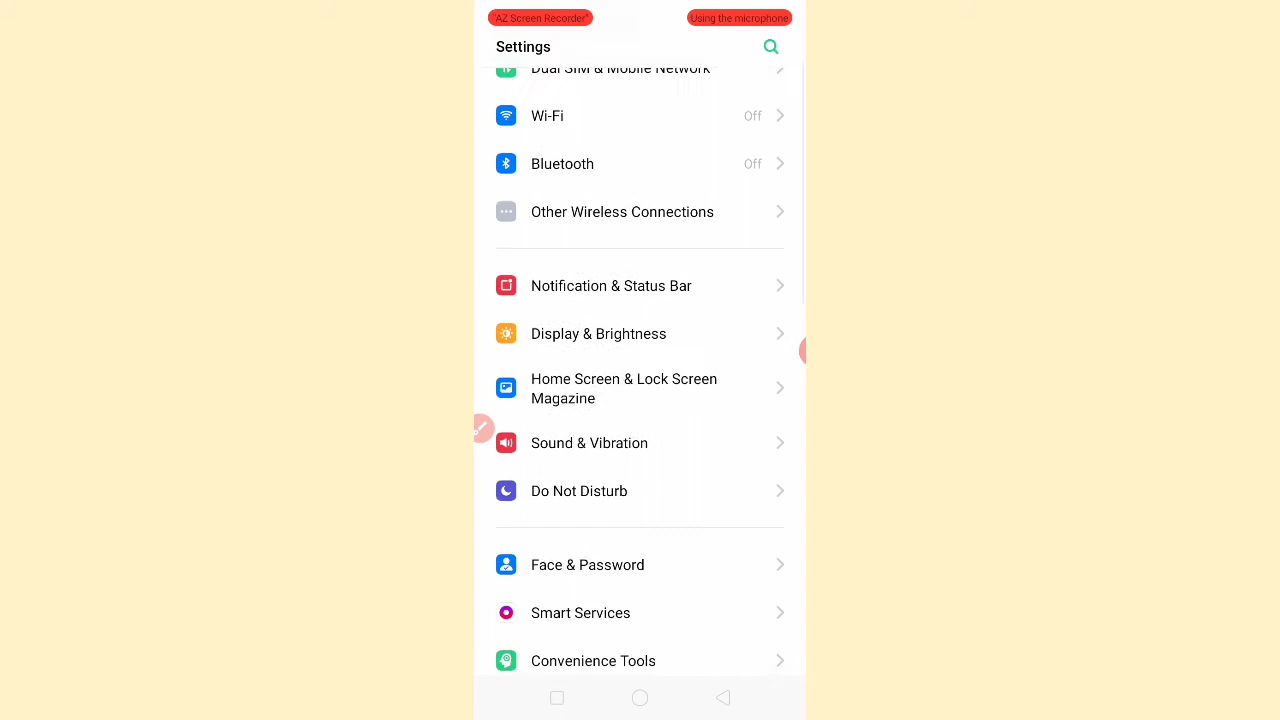 "AZ Screen Recorder" Using the microphone
Settings
Dual SIM & Mobile Network
Wi-Fi Off
Bluetooth Off
Other Wireless Connections
Notification & Status Bar
Display & Brightness
Home Screen & Lock Screen
Magazine
Sound & Vibration
Do Not Disturb
Face & Password
Smart Services
Convenience Tools